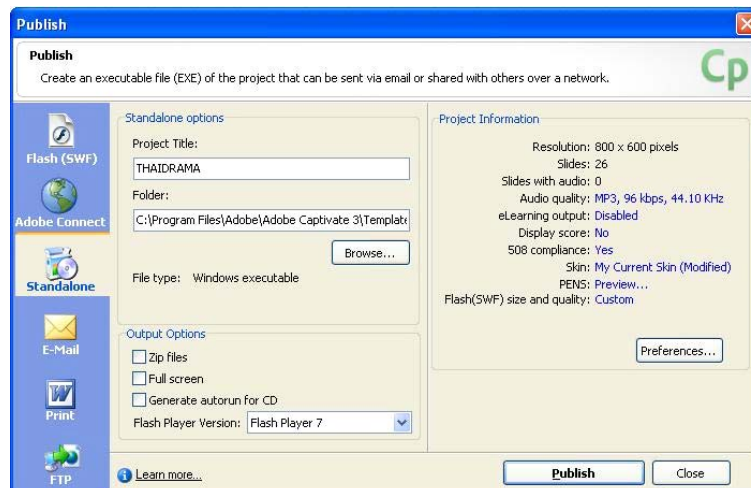 Publish
Publish
Create an executable file (EXE) of the project that can be sent via email or shared with others over a network.
Cp
Flash (SWF)
Adobe Connect
Standalone
E-Mail
Print
FTP
Standalone options
Project Title:
THAIDRAMA
Folder:
C:\Program Files\Adobe\Adobe Captivate 3\Template
Browse...
File type: Windows executable
Output Options
Zip files
Full screen
Generate autorun for CD
Flash Player Version: Flash Player 7
Project Information
Resolution: 800 x 600 pixels
Slides: 26
Slides with audio: 0
Audio quality: MP3, 96 kbps, 44.10 KHz
eLearning output: Disabled
Display score: No
508 compliance: Yes
Skin: My Current Skin (Modified)
PENS: Preview...
Flash(SWF) size and quality: Custom
Preferences...
Learn more...
Publish
Close